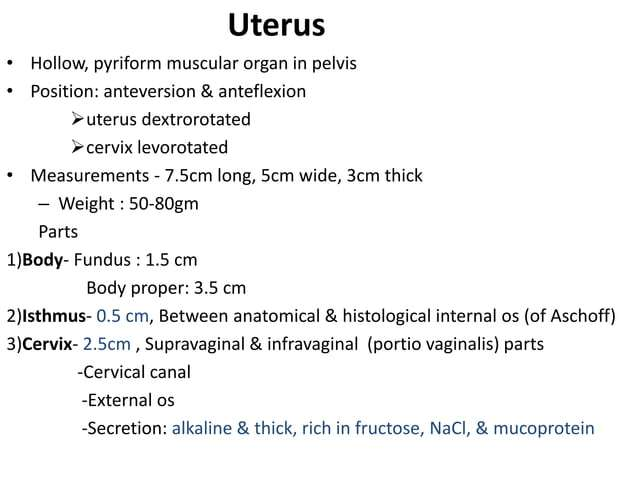 Uterus
• Hollow, pyriform muscular organ in pelvis
• Position: anteversion & anteflexion
➢uterus dextrorotated
➢cervix levorotated
• Measurements - 7.5cm long, 5cm wide, 3cm thick
– Weight : 50-80gm
Parts
1)Body- Fundus : 1.5 cm
Body proper: 3.5 cm
2)Isthmus- 0.5 cm, Between anatomical & histological internal os (of Aschoff)
3)Cervix- 2.5cm , Supravaginal & infravaginal (portio vaginalis) parts
-Cervical canal
-External os
-Secretion: alkaline & thick, rich in fructose, NaCl, & mucoprotein